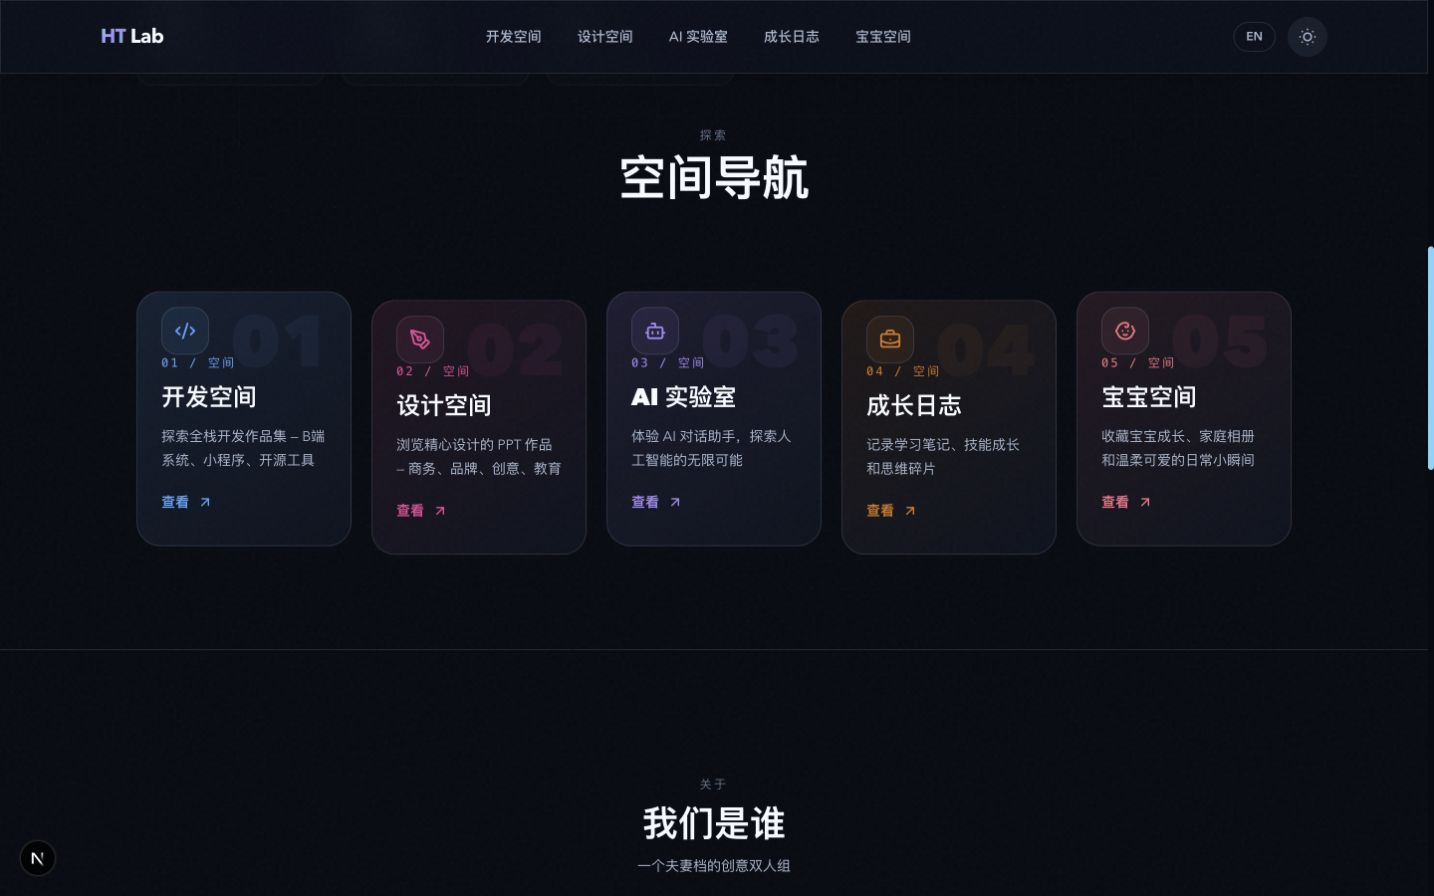 HT Lab
开发空间
设计空间
AI 实验室
成长日志
宝宝空间
EN
探索
空间导航
01
01 / 空间
开发空间
探索全栈开发作品集 – B端
系统、小程序、开源工具
查看 ↗
02
02 / 空间
设计空间
浏览精心设计的 PPT 作品
– 商务、品牌、创意、教育
查看 ↗
03
03 / 空间
AI 实验室
体验 AI 对话助手，探索人
工智能的无限可能
查看 ↗
04
04 / 空间
成长日志
记录学习笔记、技能成长
和思维碎片
查看 ↗
05
05 / 空间
宝宝空间
收藏宝宝成长、家庭相册
和温柔可爱的日常小瞬间
查看 ↗
关于
我们是谁
一个夫妻档的创意双人组
N